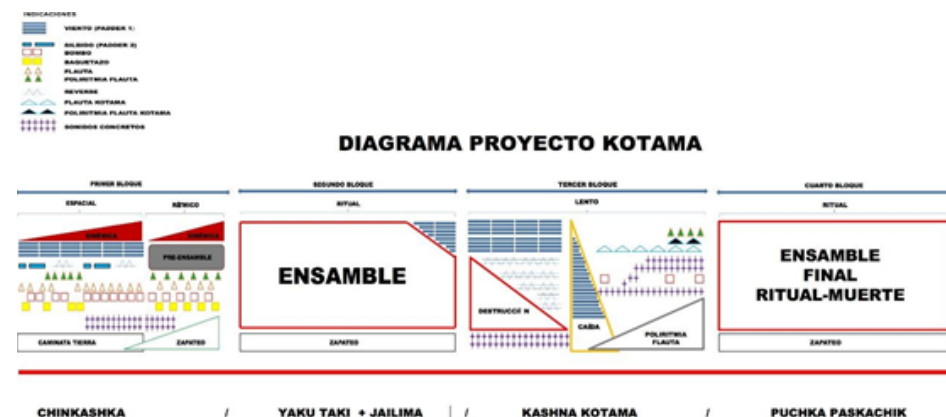 INDICACIONES
VIENTO (PADDER 1)
SILBIDO (PADDER 2)
BOMBO
BAQUETAZO
FLAUTA
POLIRITMIA FLAUTA
REVERSE
FLAUTA KOTAMA
POLIRITMIA FLAUTA KOTAMA
SONIDOS CONCRETOS
DIAGRAMA PROYECTO KOTAMA
PRIMER BLOQUE
SEGUNDO BLOQUE
TERCER BLOQUE
CUARTO BLOQUE
ESPACIAL
RÍTMICO
RITUAL
LENTO
RITUAL
DINÁMICA
DINÁMICA
PRE-ENSAMBLE
ENSAMBLE
ENSAMBLE
FINAL
RITUAL-MUERTE
DESTRUCCIÓN
CAÍDA
POLIRITMIA
FLAUTA
CAMINATA TIERRA
ZAPATEO
ZAPATEO
ZAPATEO
CHINKASHKA / YAKU TAKI + JAILIMA | / KASHNA KOTAMA / PUCHKA PASKACHIK